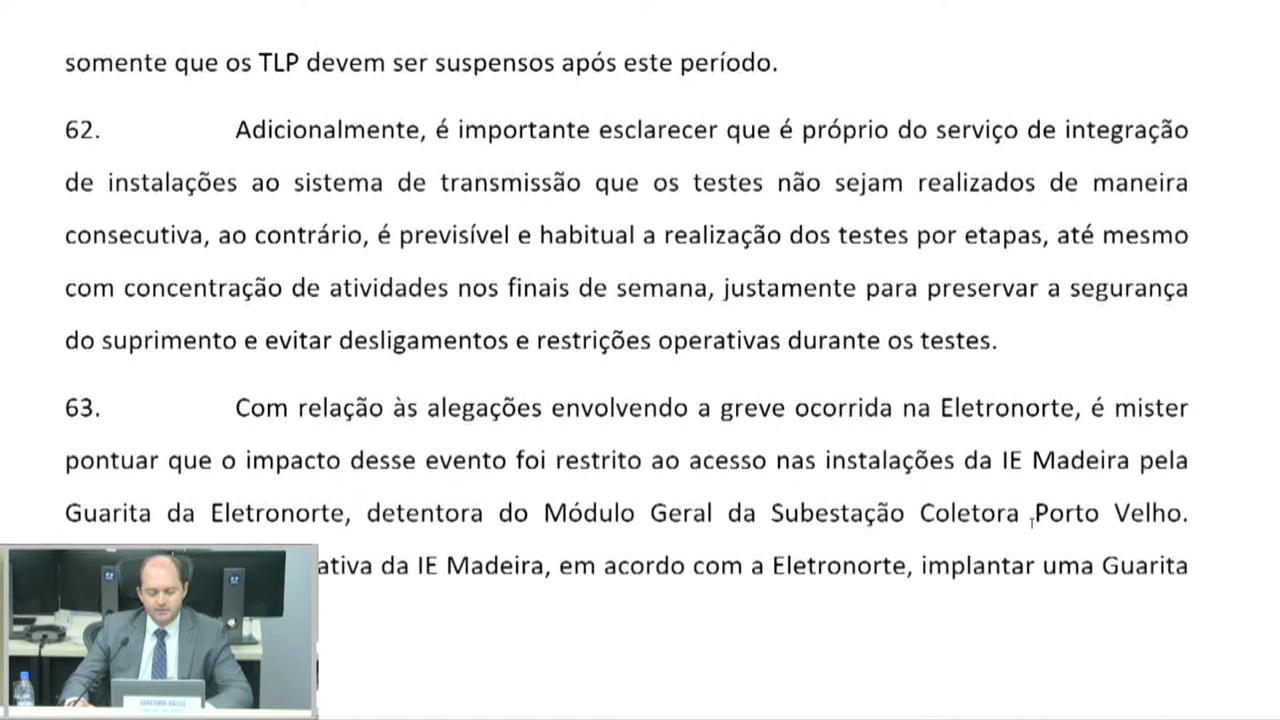 somente que os TLP devem ser suspensos após este período.
62. Adicionalmente, é importante esclarecer que é próprio do serviço de integração
de instalações ao sistema de transmissão que os testes não sejam realizados de maneira
consecutiva, ao contrário, é previsível e habitual a realização dos testes por etapas, até mesmo
com concentração de atividades nos finais de semana, justamente para preservar a segurança
do suprimento e evitar desligamentos e restrições operativas durante os testes.
63. Com relação às alegações envolvendo a greve ocorrida na Eletronorte, é mister
pontuar que o impacto desse evento foi restrito ao acesso nas instalações da IE Madeira pela
Guarita da Eletronorte, detentora do Módulo Geral da Subestação Coletora Porto Velho.
ativa da IE Madeira, em acordo com a Eletronorte, implantar uma Guarita